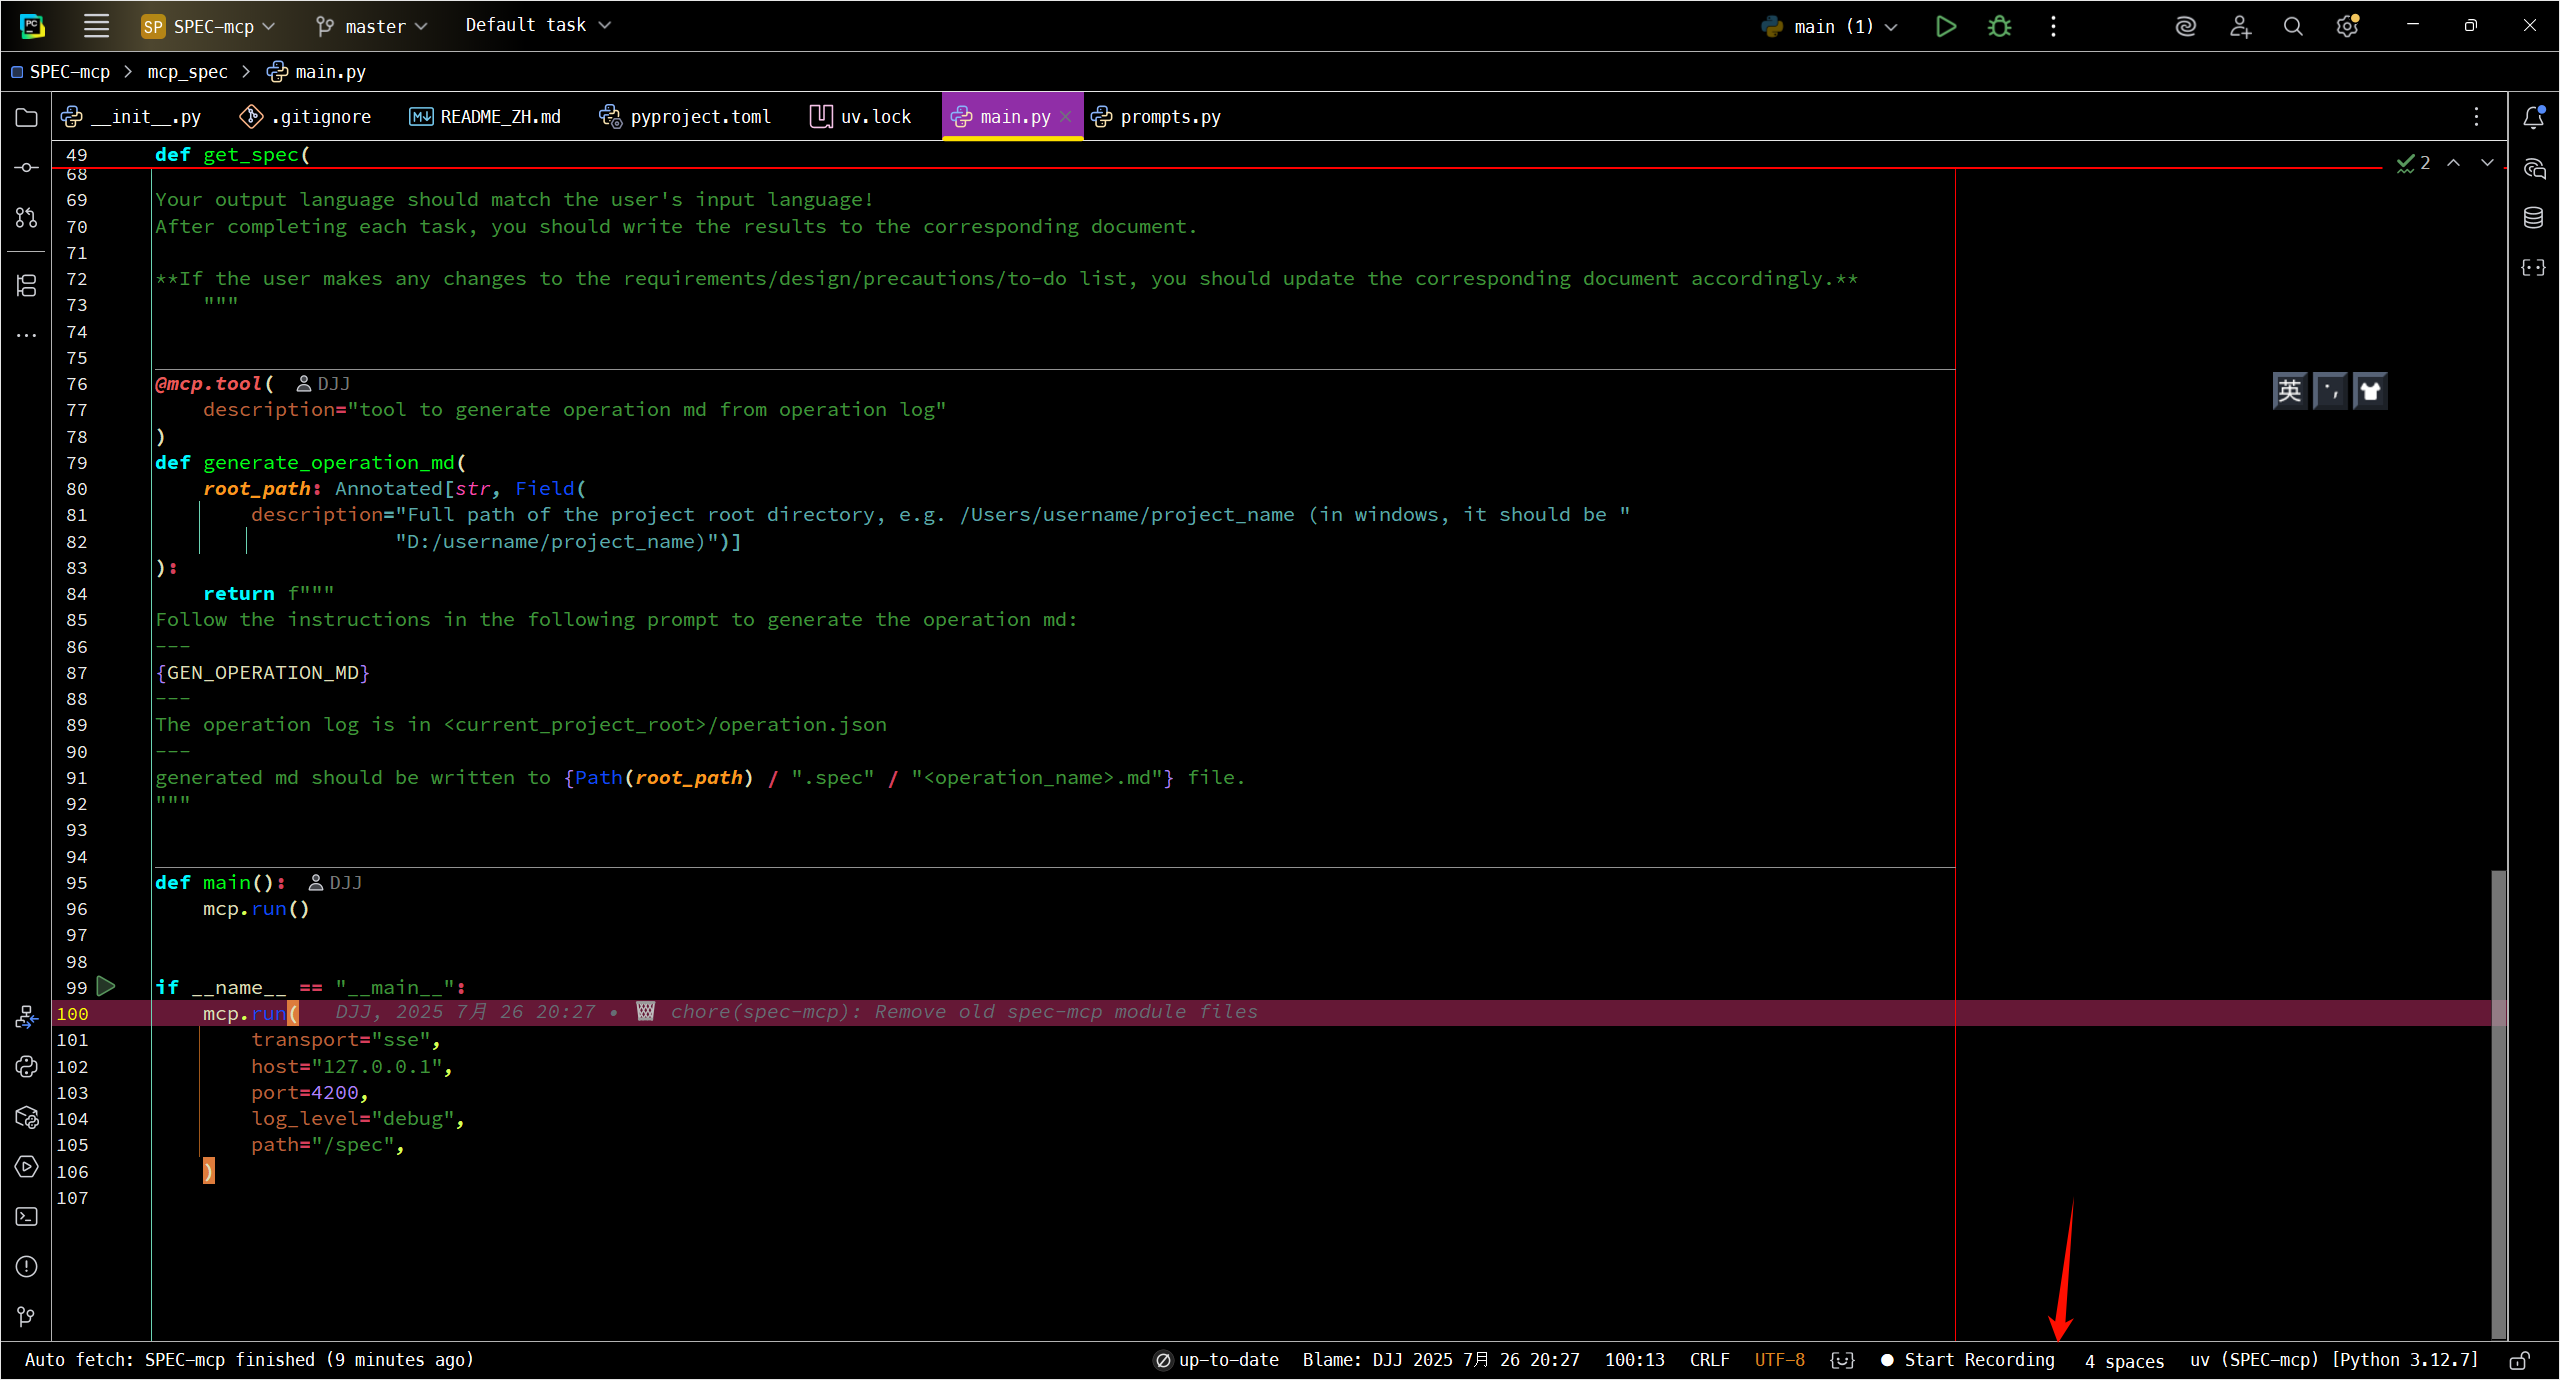 PC
SP SPEC-mcp master Default task main (1)
SPEC-mcp mcp_spec main.py
__init__.py .gitignore README_ZH.md pyproject.toml uv.lock main.py prompts.py
49 def get_spec( 2
68
69 Your output language should match the user's input language!
70 After completing each task, you should write the results to the corresponding document.
71
72 **If the user makes any changes to the requirements/design/precautions/to-do list, you should update the corresponding document accordingly.**
73 """
74
75
76 @mcp.tool( DJJ
77 description="tool to generate operation md from operation log"
78 )
79 def generate_operation_md(
80 root_path: Annotated[str, Field(
81 description="Full path of the project root directory, e.g. /Users/username/project_name (in windows, it should be "
82 "D:/username/project_name)")]
83 ):
84 return f"""
85 Follow the instructions in the following prompt to generate the operation md:
86 ---
87 {GEN_OPERATION_MD}
88 ---
89 The operation log is in <current_project_root>/operation.json
90 ---
91 generated md should be written to {Path(root_path) / ".spec" / "<operation_name>.md"} file.
92 """
93
94
95 def main(): DJJ
96 mcp.run()
97
98
99 if __name__ == "__main__":
100 mcp.run( DJJ, 2025 7月 26 20:27 • 🗑 chore(spec-mcp): Remove old spec-mcp module files
101 transport="sse",
102 host="127.0.0.1",
103 port=4200,
104 log_level="debug",
105 path="/spec",
106 )
107
英 ·,
Auto fetch: SPEC-mcp finished (9 minutes ago) up-to-date Blame: DJJ 2025 7月 26 20:27 100:13 CRLF UTF-8 Start Recording 4 spaces uv (SPEC-mcp) [Python 3.12.7]